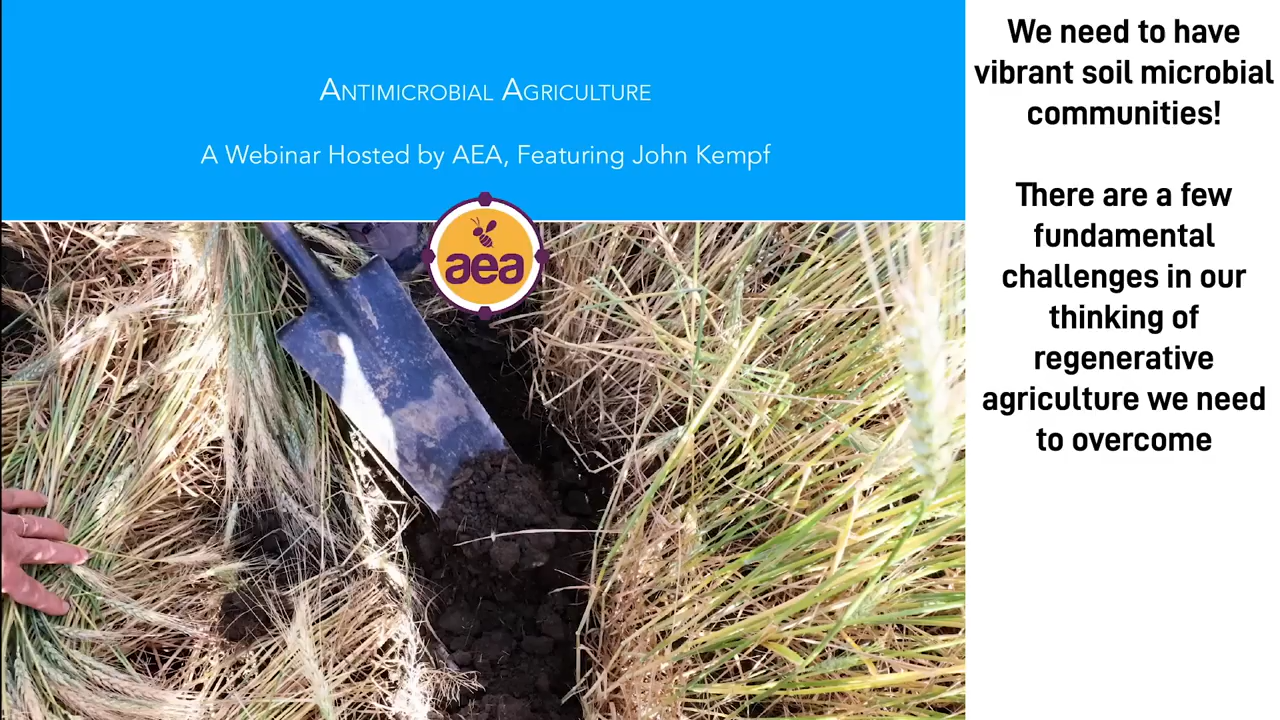 ANTIMICROBIAL AGRICULTURE
A Webinar Hosted by AEA, Featuring John Kempf
aea
We need to have
vibrant soil microbial
communities!
There are a few
fundamental
challenges in our
thinking of
regenerative
agriculture we need
to overcome